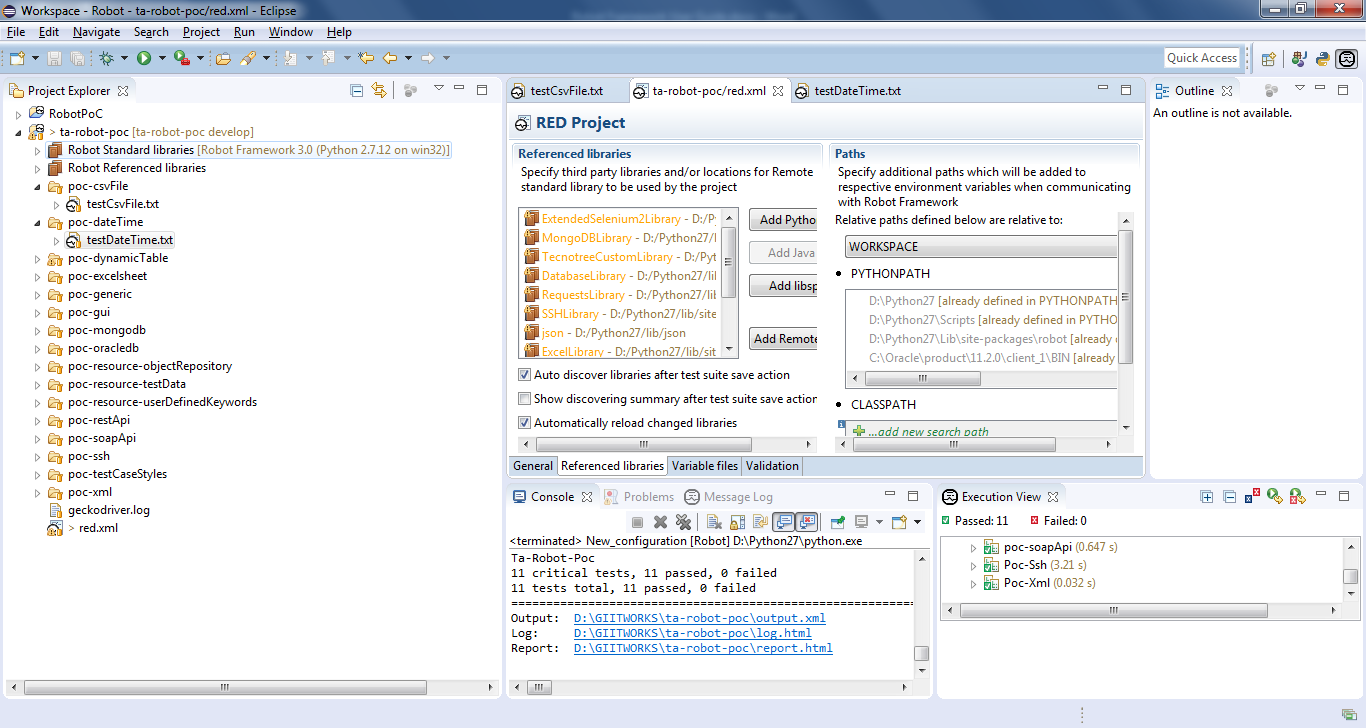 Workspace - Robot - ta-robot-poc/red.xml - Eclipse
File Edit Navigate Search Project Run Window Help
Quick Access
Project Explorer
RobotPoC
> ta-robot-poc [ta-robot-poc develop]
Robot Standard libraries [Robot Framework 3.0 (Python 2.7.12 on win32)]
Robot Referenced libraries
poc-csvFile
testCsvFile.txt
poc-dateTime
testDateTime.txt
poc-dynamicTable
poc-excelsheet
poc-generic
poc-gui
poc-mongodb
poc-oracledb
poc-resource-objectRepository
poc-resource-testData
poc-resource-userDefinedKeywords
poc-restApi
poc-soapApi
poc-ssh
poc-testCaseStyles
poc-xml
geckodriver.log
> red.xml
testCsvFile.txt ta-robot-poc/red.xml testDateTime.txt
RED Project
Referenced libraries
Specify third party libraries and/or locations for Remote
standard library to be used by the project
ExtendedSelenium2Library - D:/Py
MongoDBLibrary - D:/Python27/l
TecnotreeCustomLibrary - D:/Pyt
DatabaseLibrary - D:/Python27/lil
RequestsLibrary - D:/Python27/lib
SSHLibrary - D:/Python27/lib/site
json - D:/Python27/lib/json
ExcelLibrary - D:/Python27/lib/sit
Add Pytho
Add Java
Add libsp
Add Remote
Auto discover libraries after test suite save action
Show discovering summary after test suite save action
Automatically reload changed libraries
Paths
Specify additional paths which will be added to
respective environment variables when communicating
with Robot Framework
Relative paths defined below are relative to:
WORKSPACE
PYTHONPATH
D:\Python27 [already defined in PYTHONPATH
D:\Python27\Scripts [already defined in PYTHO
D:\Python27\Lib\site-packages\robot [already
C:\Oracle\product\11.2.0\client_1\BIN [already
CLASSPATH
...add new search path
General Referenced libraries Variable files Validation
Outline
An outline is not available.
Console Problems Message Log
<terminated> New_configuration [Robot] D:\Python27\python.exe
Ta-Robot-Poc
11 critical tests, 11 passed, 0 failed
11 tests total, 11 passed, 0 failed
==========================================================
Output: D:\GIITWORKS\ta-robot-poc\output.xml
Log: D:\GIITWORKS\ta-robot-poc\log.html
Report: D:\GIITWORKS\ta-robot-poc\report.html
Execution View
Passed: 11 Failed: 0
poc-soapApi (0.647 s)
Poc-Ssh (3.21 s)
Poc-Xml (0.032 s)